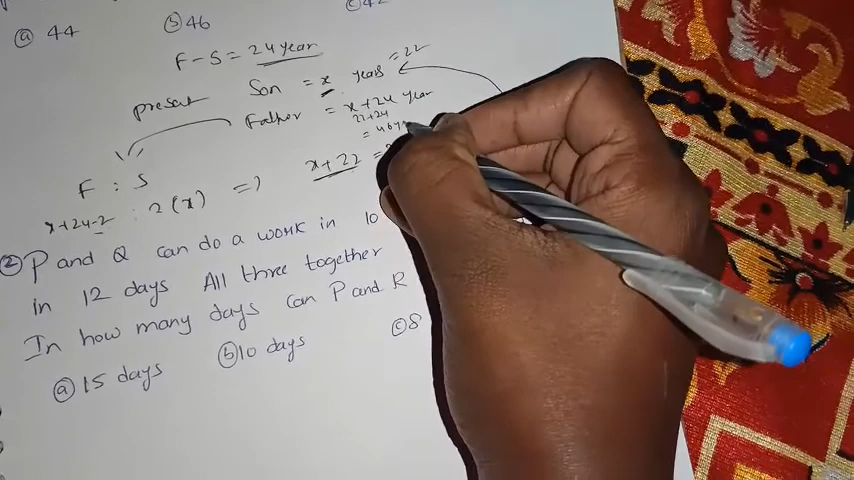 ⓐ 44 ⓑ 46 ⓒ 42
F - S = 24 year
present Son = x years = 22
Father = x + 24 year
22 + 24
= 46 y
F : S
x + 24 - 2 : 2(x) => x + 22 =
② P and Q can do a work in 10
in 12 days All three together
In how many days can P and R
ⓐ 15 days ⓑ 10 days ⓒ 8